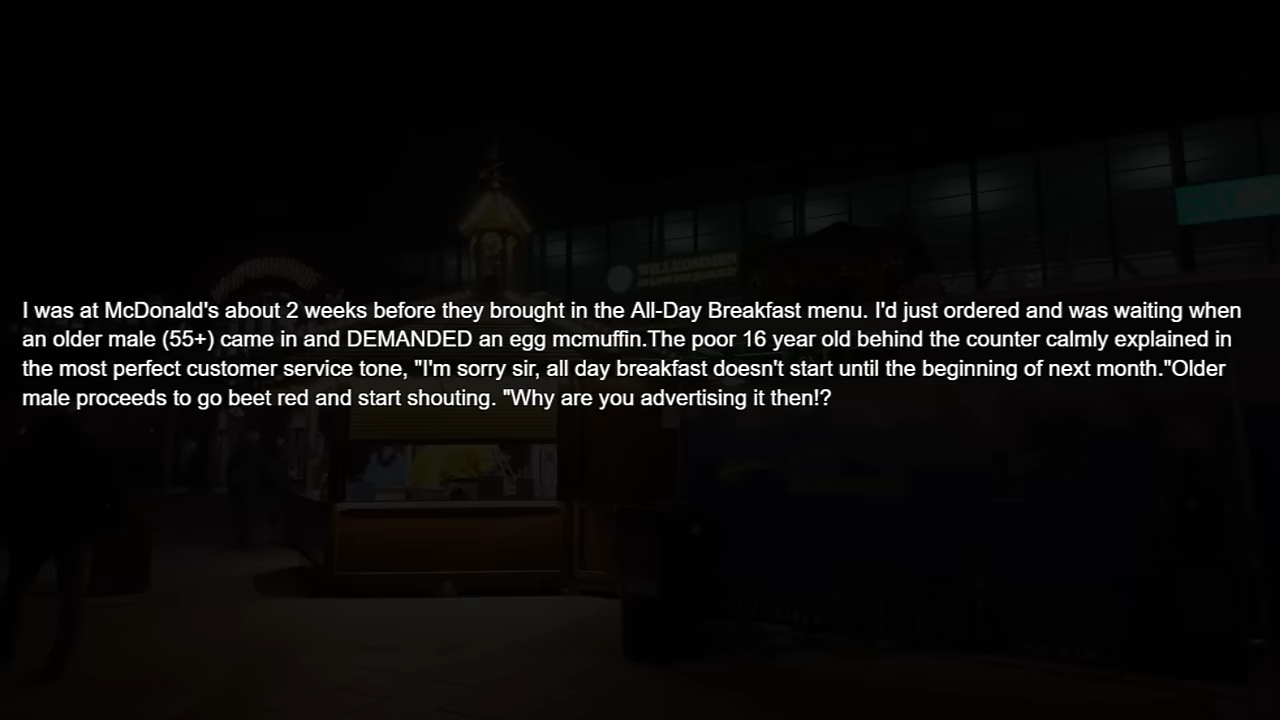 WILLKOMMEN
I was at McDonald's about 2 weeks before they brought in the All-Day Breakfast menu. I'd just ordered and was waiting when
an older male (55+) came in and DEMANDED an egg mcmuffin.The poor 16 year old behind the counter calmly explained in
the most perfect customer service tone, "I'm sorry sir, all day breakfast doesn't start until the beginning of next month."Older
male proceeds to go beet red and start shouting. "Why are you advertising it then!?